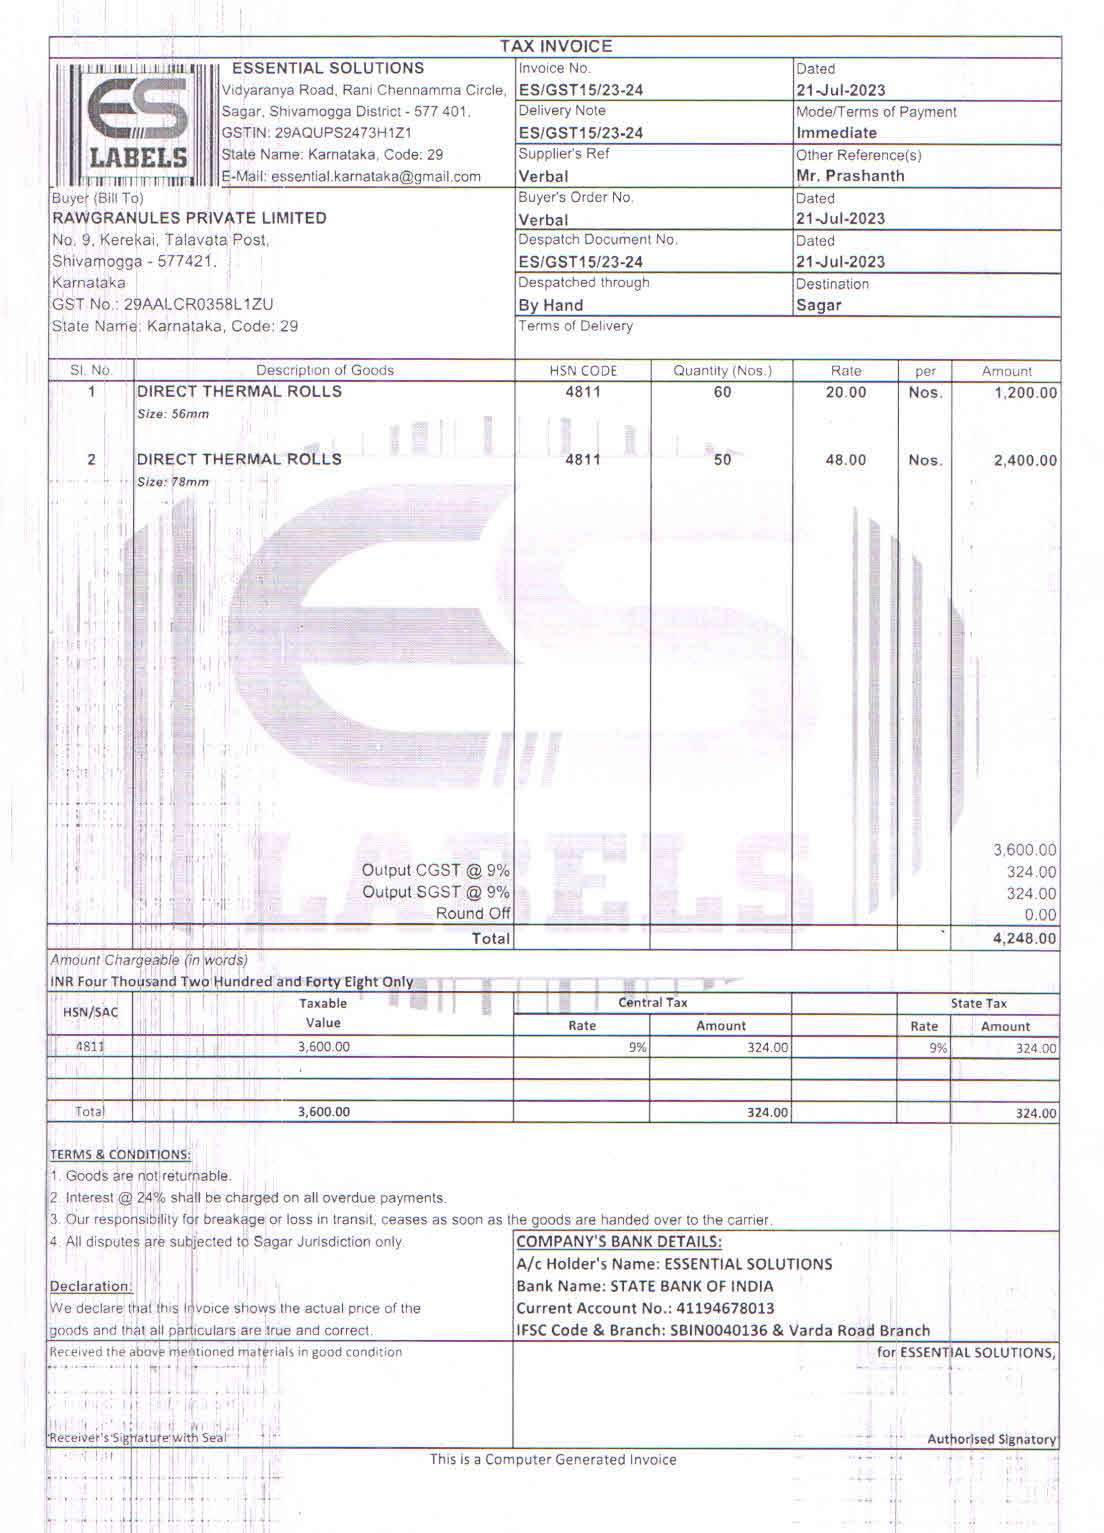 TAX INVOICE
ES
LABELS
ESSENTIAL SOLUTIONS
Vidyaranya Road, Rani Chennamma Circle,
Sagar, Shivamogga District - 577 401.
GSTIN: 29AQUPS2473H1Z1
State Name: Karnataka, Code: 29
E-Mail: essential.karnataka@gmail.com
Invoice No. Dated
ES/GST15/23-24 21-Jul-2023
Delivery Note Mode/Terms of Payment
ES/GST15/23-24 Immediate
Supplier's Ref Other Reference(s)
Verbal Mr. Prashanth
Buyer (Bill To)
RAWGRANULES PRIVATE LIMITED
No. 9, Kerekai, Talavata Post,
Shivamogga - 577421.
Karnataka
GST No.: 29AALCR0358L1ZU
State Name: Karnataka, Code: 29
Buyer's Order No. Dated
Verbal 21-Jul-2023
Despatch Document No. Dated
ES/GST15/23-24 21-Jul-2023
Despatched through Destination
By Hand Sagar
Terms of Delivery
Sl. No. Description of Goods HSN CODE Quantity (Nos.) Rate per Amount
1 DIRECT THERMAL ROLLS 4811 60 20.00 Nos. 1,200.00
Size: 56mm
2 DIRECT THERMAL ROLLS 4811 50 48.00 Nos. 2,400.00
Size: 78mm
ES
LABELS
3,600.00
Output CGST @ 9% 324.00
Output SGST @ 9% 324.00
Round Off 0.00
Total 4,248.00
Amount Chargeable (in words)
INR Four Thousand Two Hundred and Forty Eight Only
HSN/SAC Taxable Value Central Tax State Tax
Rate Amount Rate Amount
4811 3,600.00 9% 324.00 9% 324.00
Total 3,600.00 324.00 324.00
TERMS & CONDITIONS:
1. Goods are not returnable.
2. Interest @ 24% shall be charged on all overdue payments.
3. Our responsibility for breakage or loss in transit, ceases as soon as the goods are handed over to the carrier.
4. All disputes are subjected to Sagar Jurisdiction only.
Declaration:
We declare that this Invoice shows the actual price of the
goods and that all particulars are true and correct.
COMPANY'S BANK DETAILS:
A/c Holder's Name: ESSENTIAL SOLUTIONS
Bank Name: STATE BANK OF INDIA
Current Account No.: 41194678013
IFSC Code & Branch: SBIN0040136 & Varda Road Branch
Received the above mentioned materials in good condition
for ESSENTIAL SOLUTIONS,
Receiver's Signature with Seal
Authorised Signatory
This is a Computer Generated Invoice